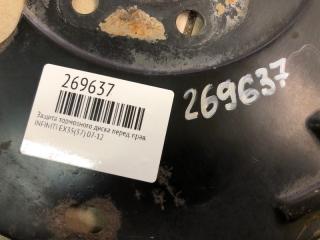 269637
Защита тормозного диска перед. прав.
INFINITI EX35(37) 07-12
269637